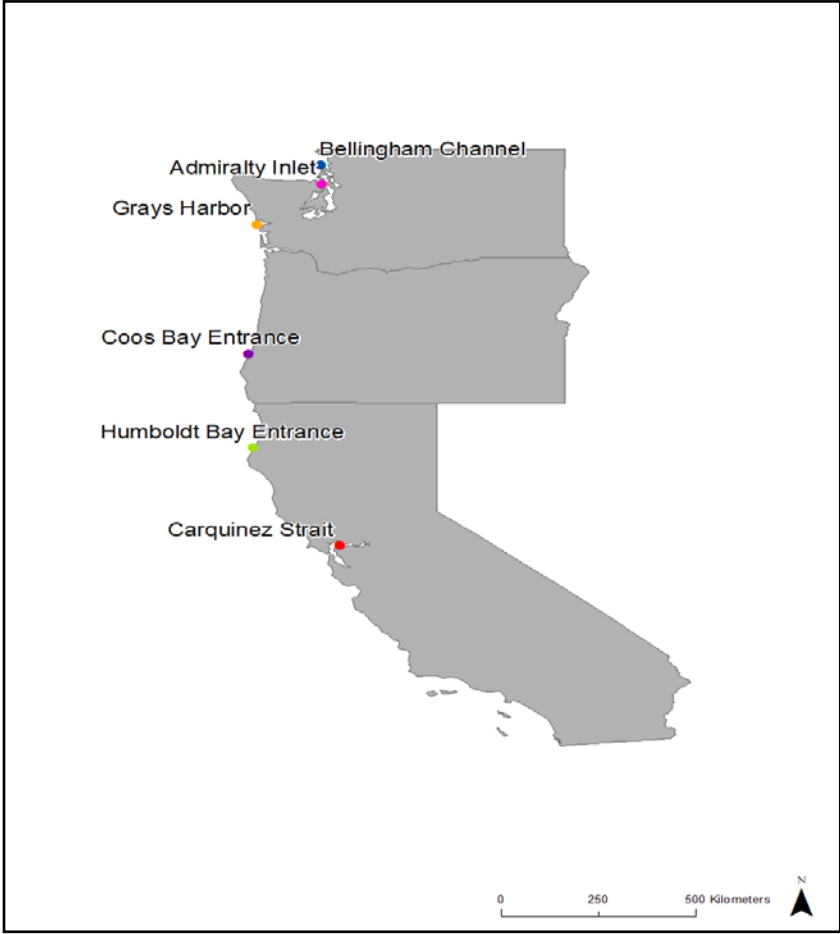 Bellingham Channel
Admiralty Inlet
Grays Harbor
Coos Bay Entrance
Humboldt Bay Entrance
Carquinez Strait
N
0 250 500 Kilometers